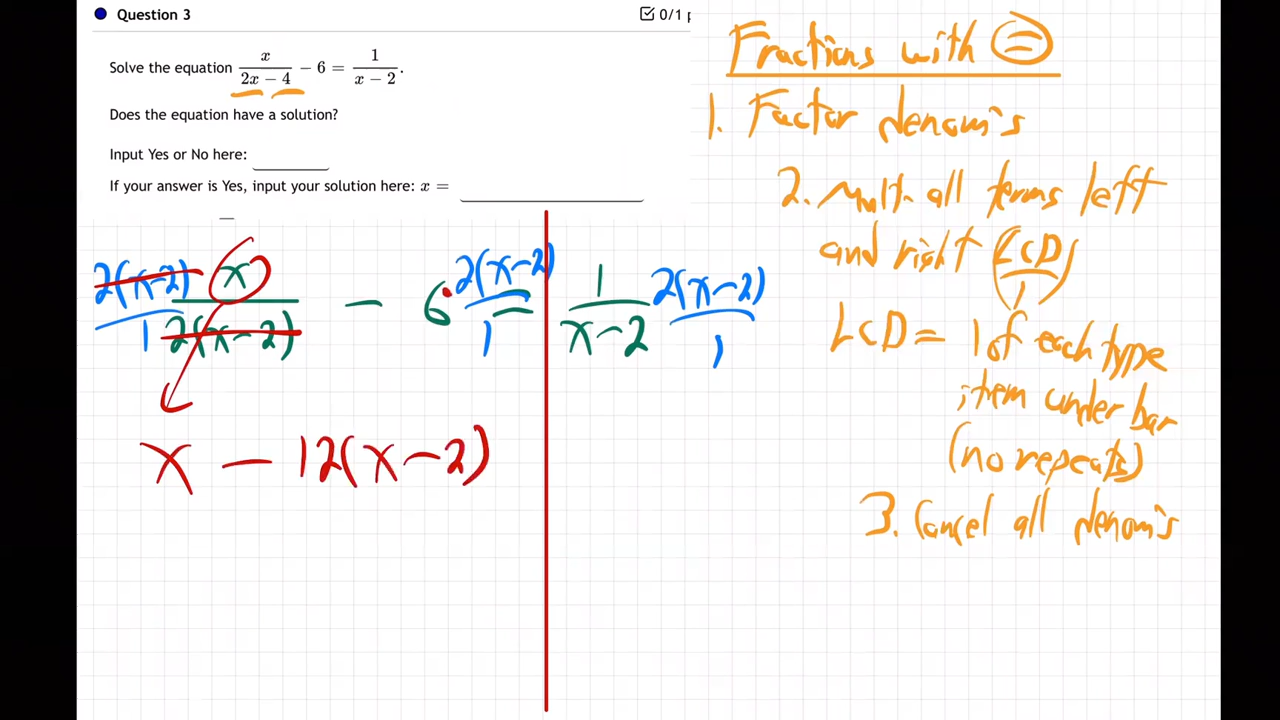 Question 3
0/1 p
Solve the equation x/(2x − 4) − 6 = 1/(x − 2).
Does the equation have a solution?
Input Yes or No here:
If your answer is Yes, input your solution here: x =
2(x−2)/1 x/2(x−2) − 6 · 2(x−2)/1 | 1/(x−2) 2(x−2)/1
x − 12(x−2)
Fractions with =
1. Factor denom's
2. Mult. all terms left
and right (LCD/1)
LCD = 1 of each type
item under bar
(no repeats)
3. Cancel all denom's